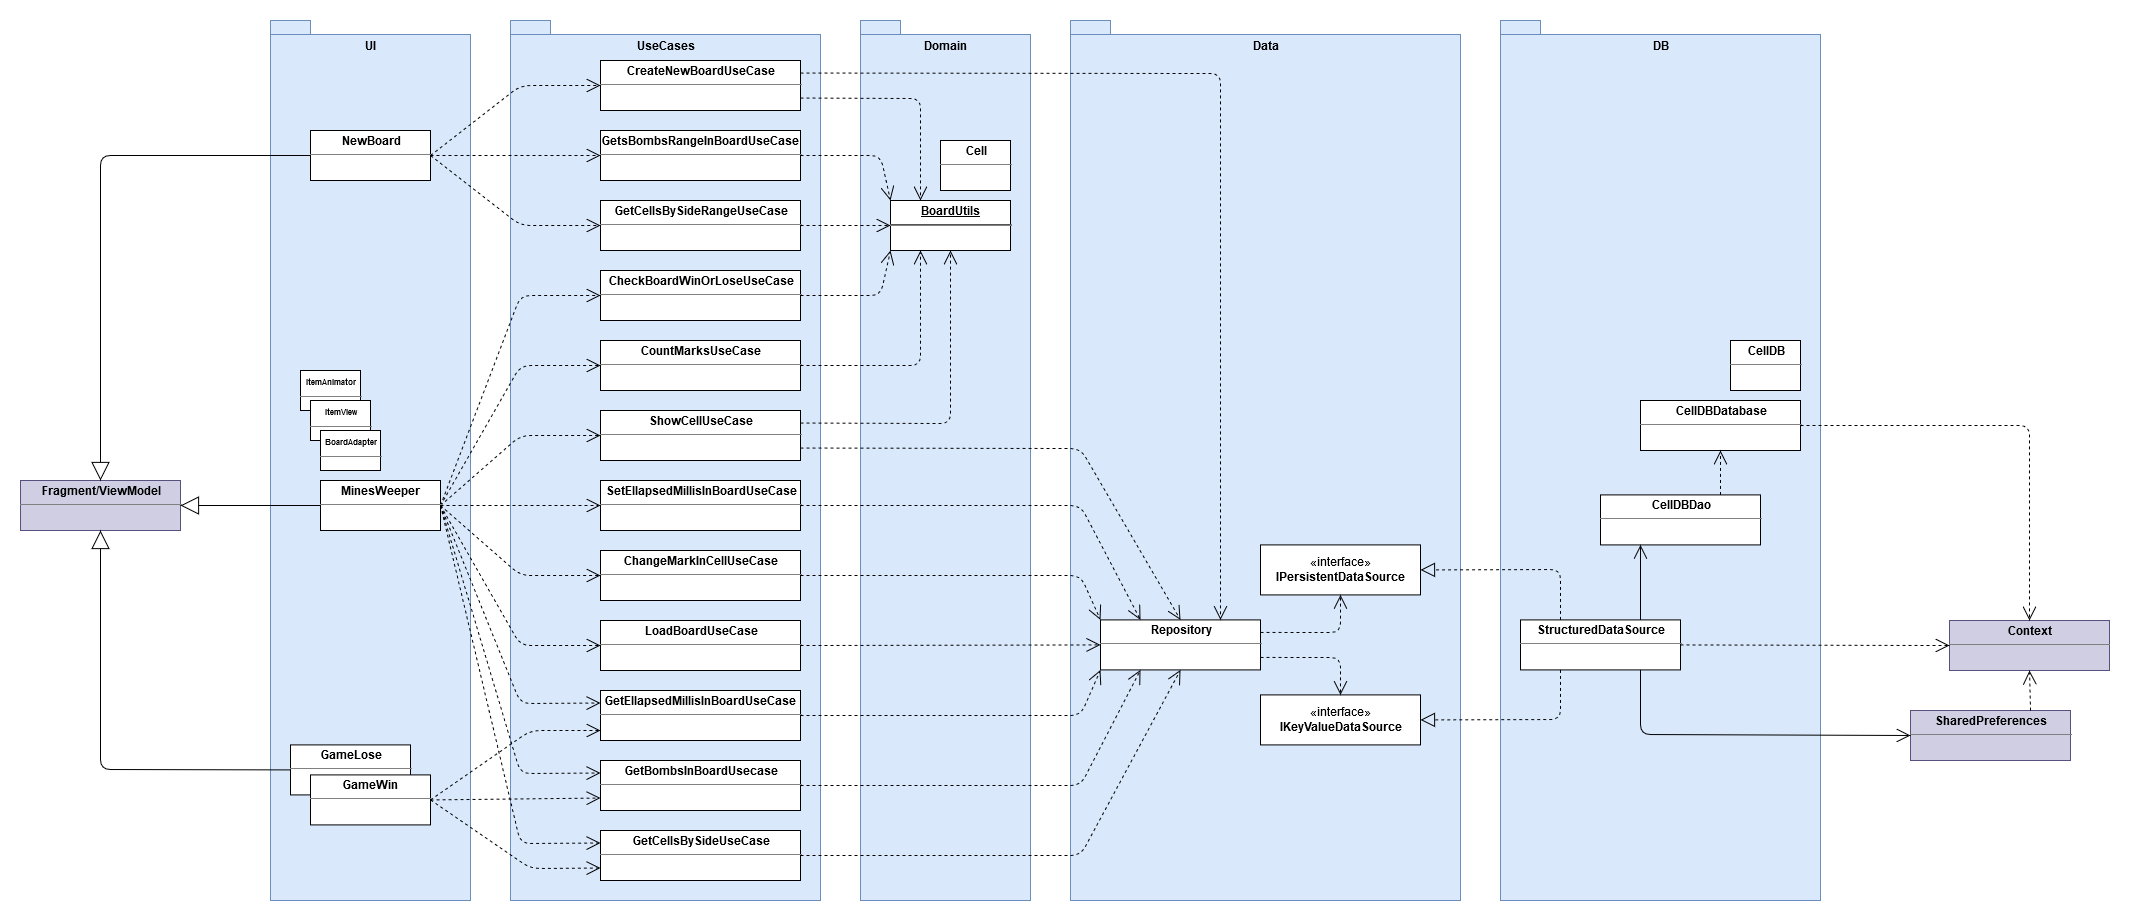 UI
UseCases
Domain
Data
DB
CreateNewBoardUseCase
NewBoard
GetsBombsRangeInBoardUseCase
Cell
GetCellsBySideRangeUseCase
BoardUtils
CheckBoardWinOrLoseUseCase
CountMarksUseCase
CellDB
ItemAnimator
ItemView
BoardAdapter
ShowCellUseCase
CellDBDatabase
Fragment/ViewModel
MinesWeeper
SetEllapsedMillisInBoardUseCase
CellDBDao
ChangeMarkInCellUseCase
«interface»
IPersistentDataSource
LoadBoardUseCase
Repository
StructuredDataSource
Context
GetEllapsedMillisInBoardUseCase
«interface»
IKeyValueDataSource
SharedPreferences
GameLose
GameWin
GetBombsInBoardUsecase
GetCellsBySideUseCase